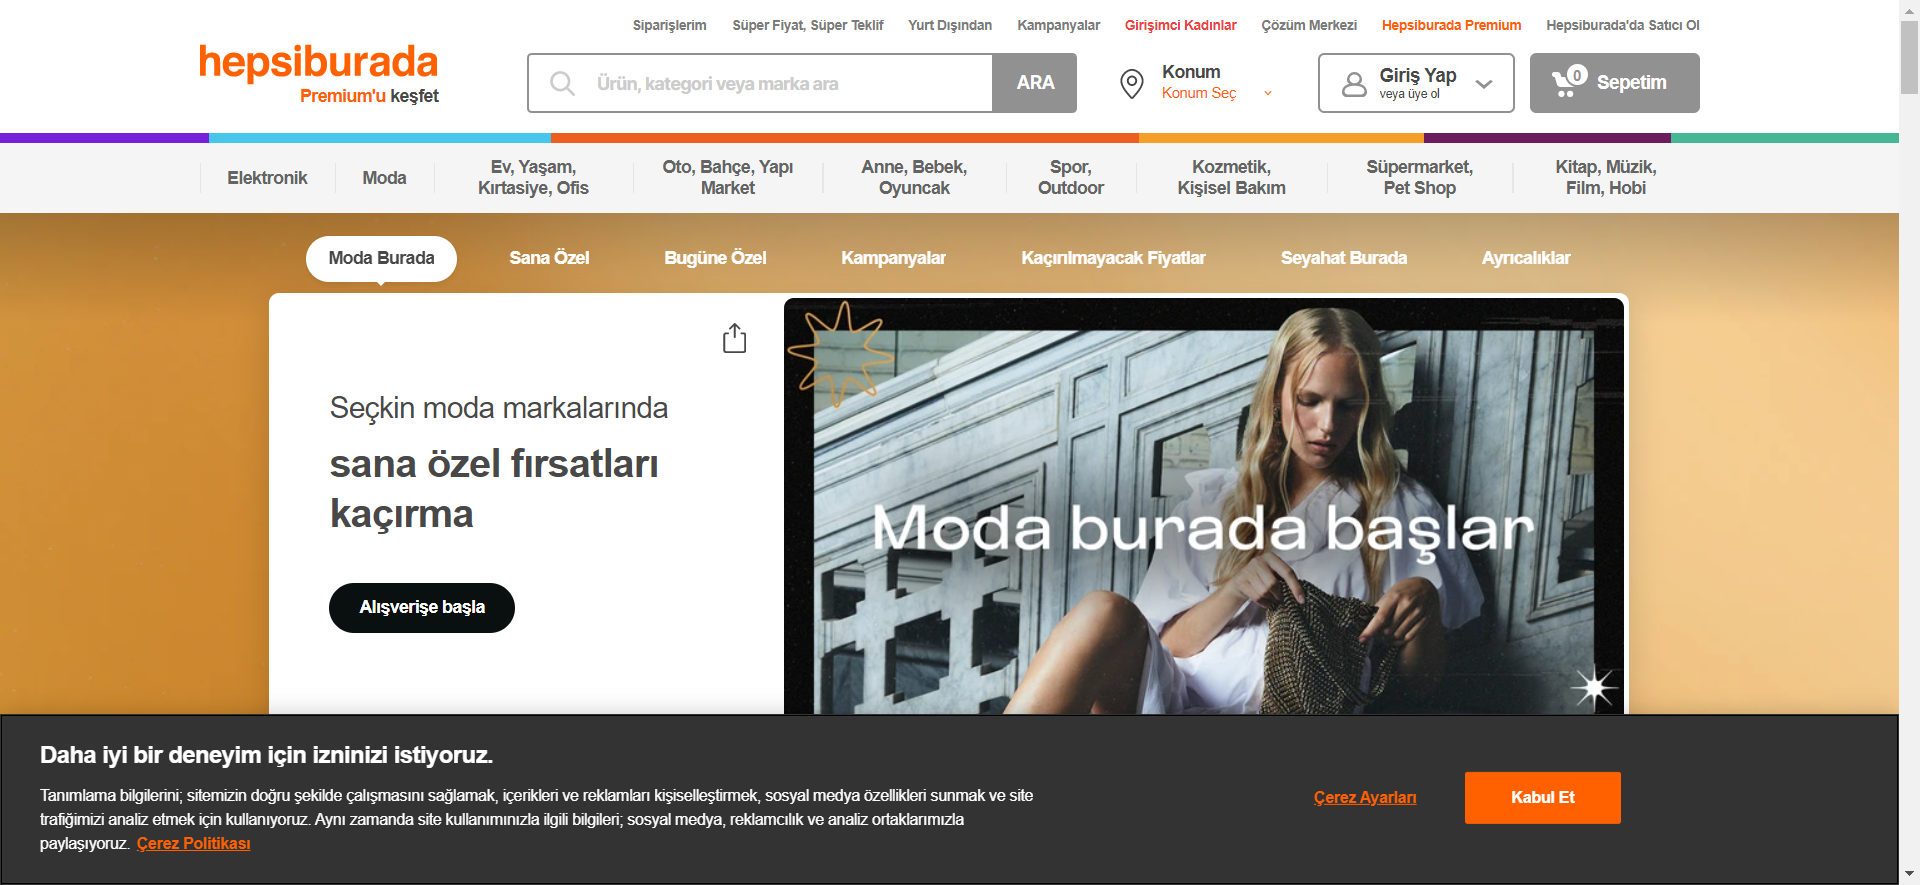 Siparişlerim
Süper Fiyat, Süper Teklif
Yurt Dışından
Kampanyalar
Girişimci Kadınlar
Çözüm Merkezi
Hepsiburada Premium
Hepsiburada'da Satıcı Ol
hepsiburada
Premium'u keşfet
Ürün, kategori veya marka ara
ARA
Konum
Konum Seç
Giriş Yap
veya üye ol
0
Sepetim
Elektronik
Moda
Ev, Yaşam,
Kırtasiye, Ofis
Oto, Bahçe, Yapı
Market
Anne, Bebek,
Oyuncak
Spor,
Outdoor
Kozmetik,
Kişisel Bakım
Süpermarket,
Pet Shop
Kitap, Müzik,
Film, Hobi
Moda Burada
Sana Özel
Bugüne Özel
Kampanyalar
Kaçırılmayacak Fiyatlar
Seyahat Burada
Ayrıcalıklar
Seçkin moda markalarında
sana özel fırsatları
kaçırma
Alışverişe başla
Moda burada başlar
Daha iyi bir deneyim için izninizi istiyoruz.
Tanımlama bilgilerini; sitemizin doğru şekilde çalışmasını sağlamak, içerikleri ve reklamları kişiselleştirmek, sosyal medya özellikleri sunmak ve site
trafiğimizi analiz etmek için kullanıyoruz. Aynı zamanda site kullanımınızla ilgili bilgileri; sosyal medya, reklamcılık ve analiz ortaklarımızla
paylaşıyoruz. Çerez Politikası
Çerez Ayarları
Kabul Et